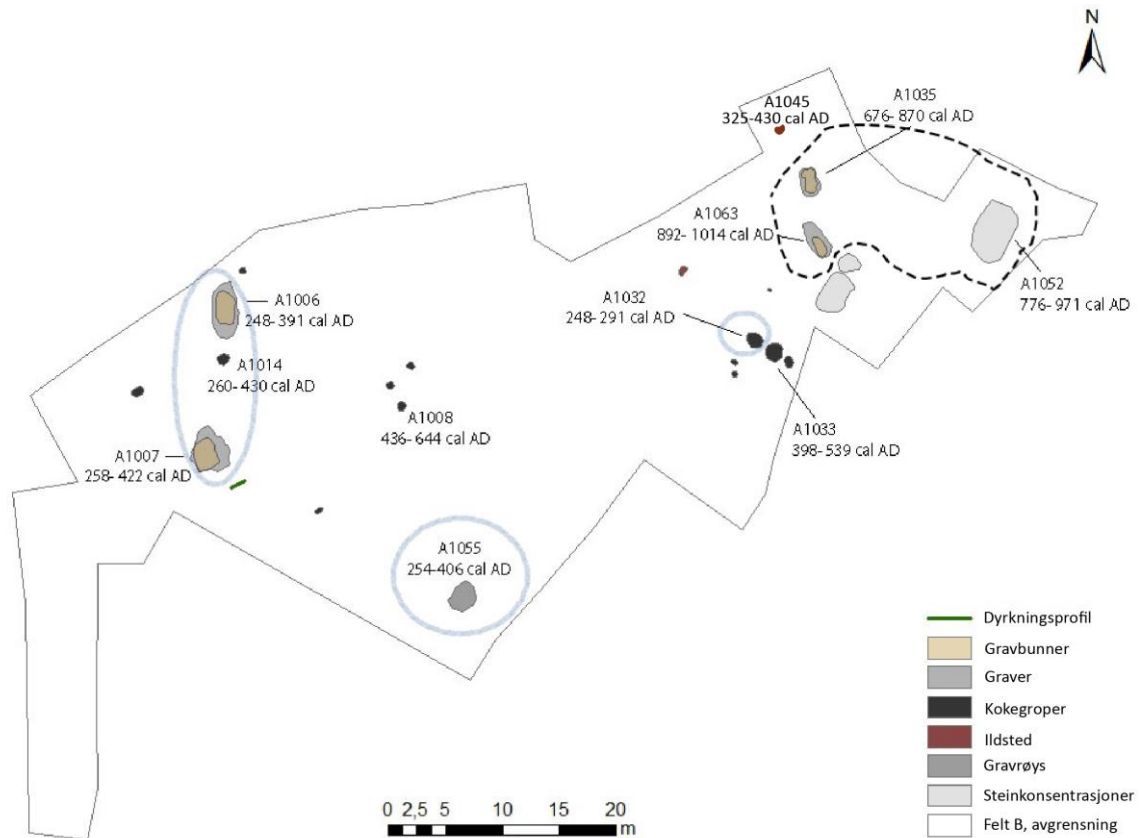 N
A1045
325-430 cal AD
A1035
676- 870 cal AD
A1063
892- 1014 cal AD
A1052
776- 971 cal AD
A1032
248- 291 cal AD
A1006
248- 391 cal AD
A1014
260- 430 cal AD
A1008
436- 644 cal AD
A1033
398- 539 cal AD
A1007
258- 422 cal AD
A1055
254-406 cal AD
Dyrkningsprofil
Gravbunner
Graver
Kokegroper
Ildsted
Gravrøys
Steinkonsentrasjoner
Felt B, avgrensning
0 2,5 5 10 15 20
m